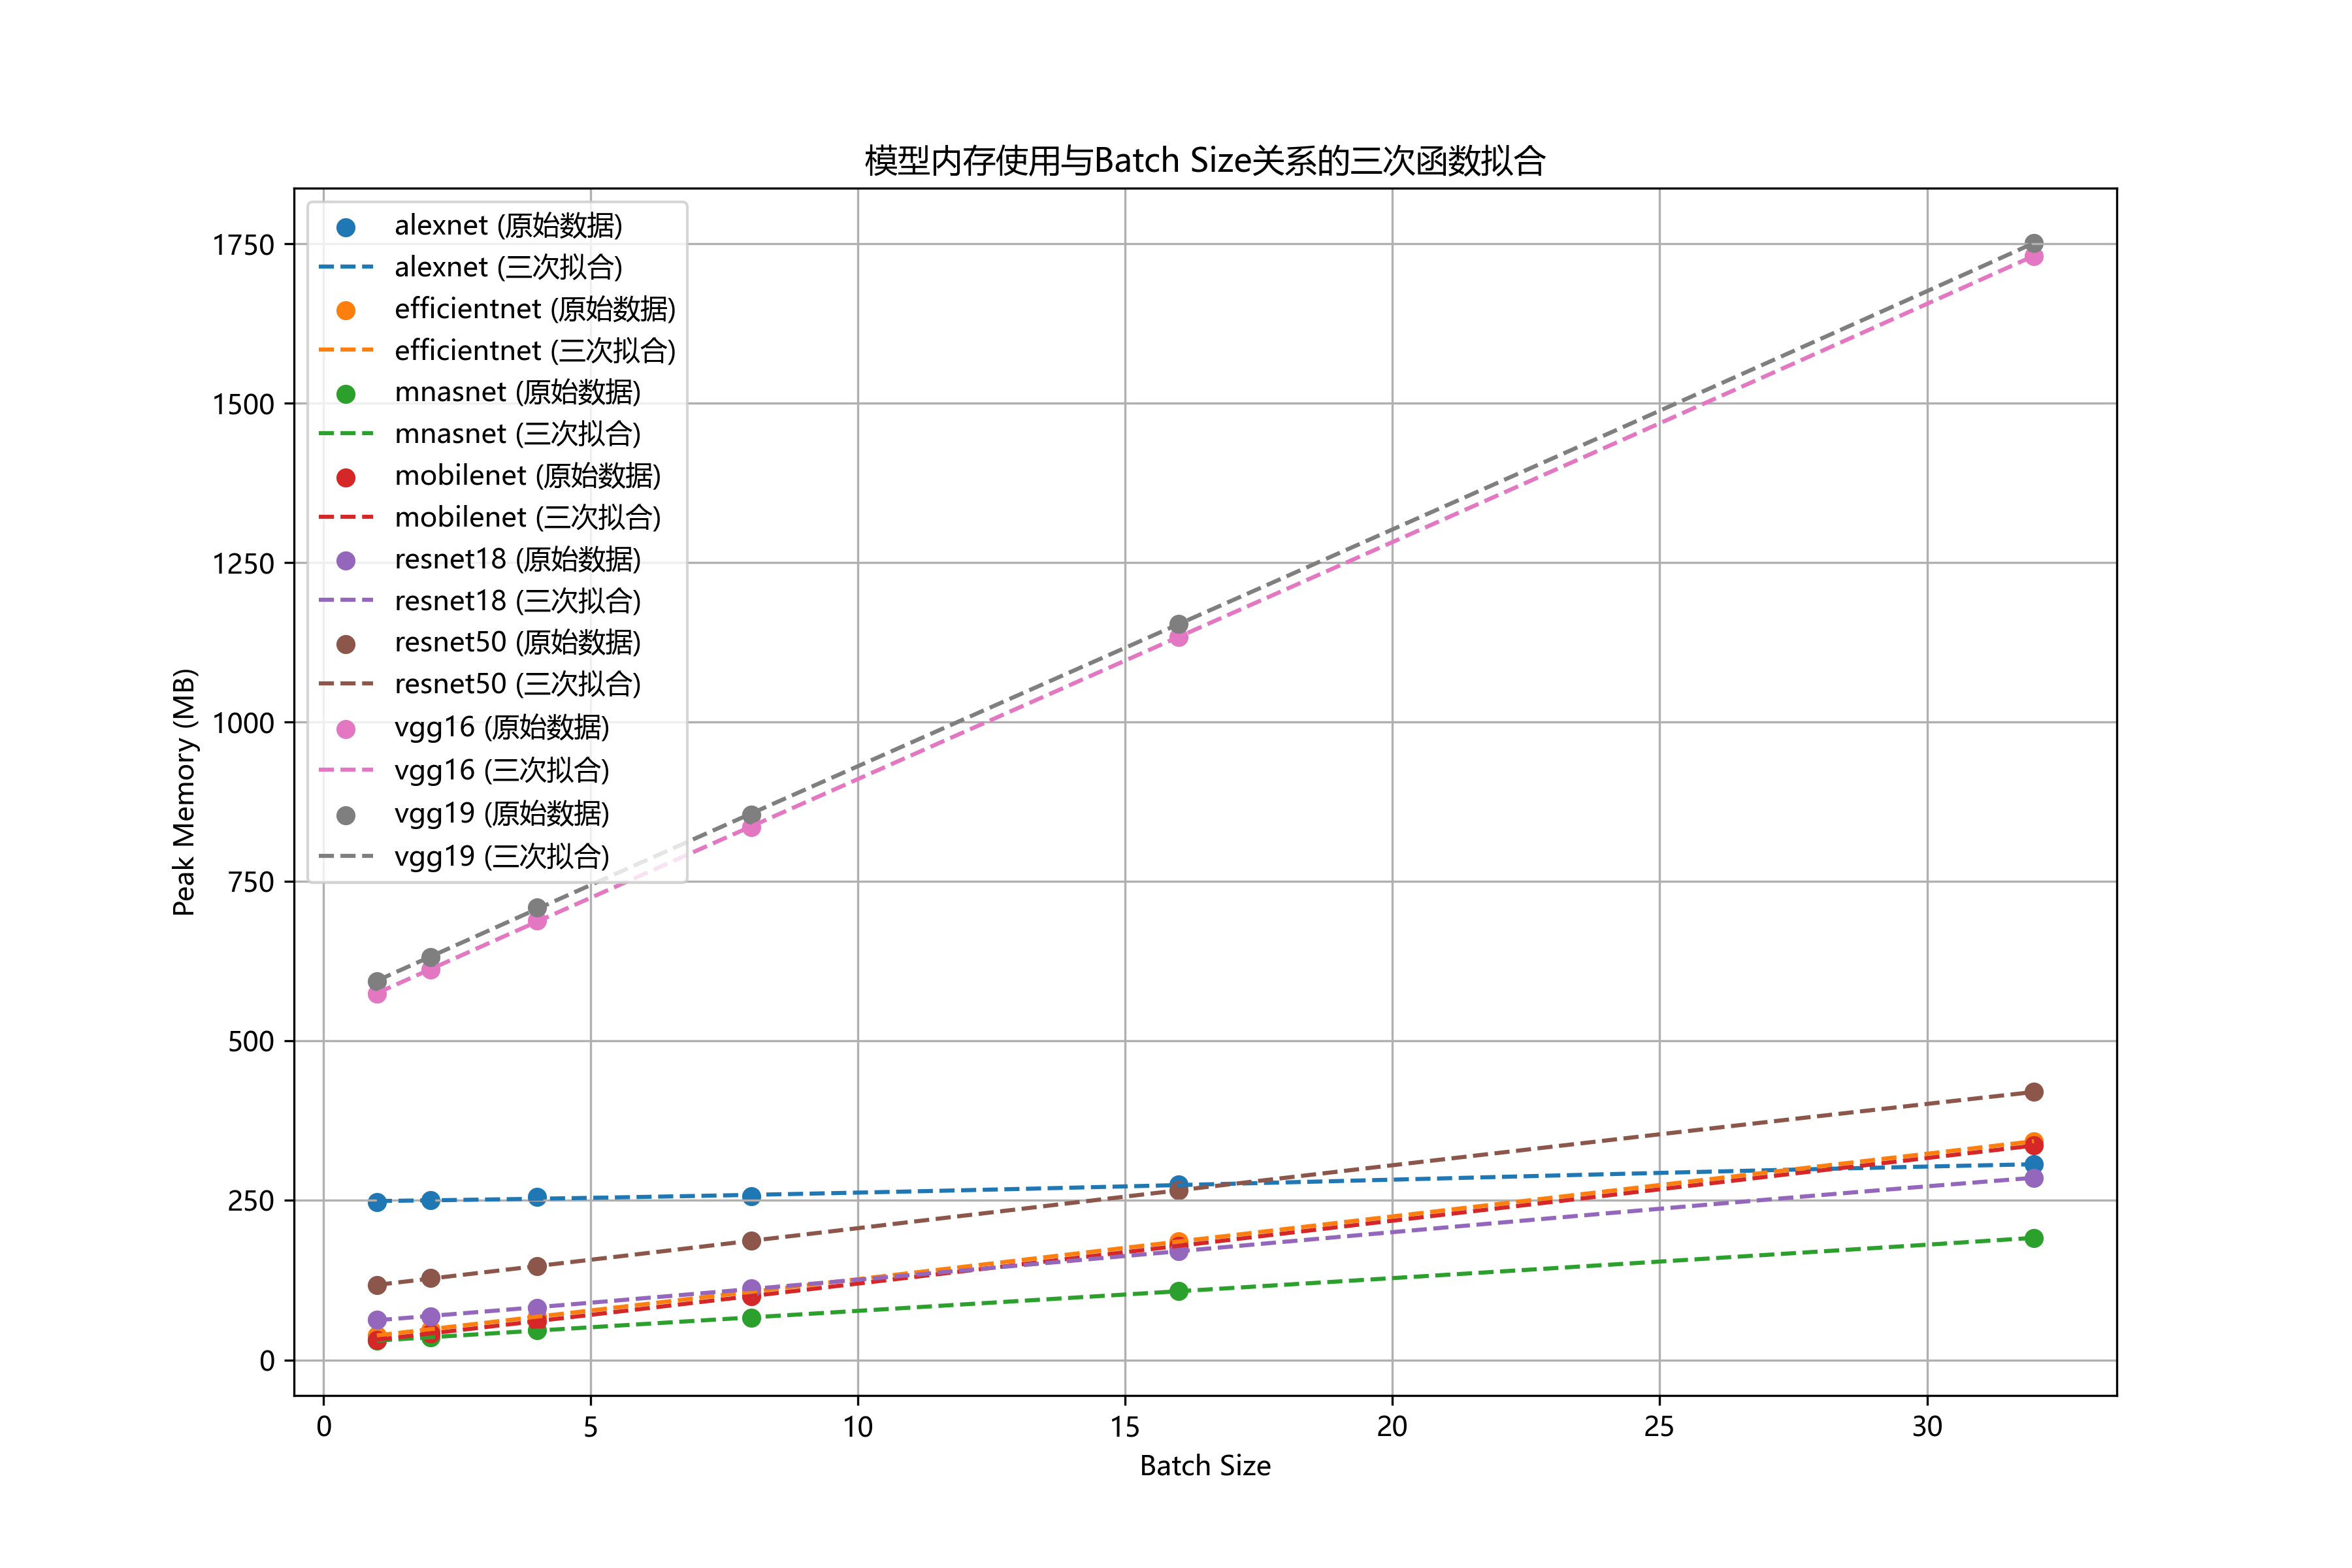 模型内存使用与Batch Size关系的三次函数拟合
alexnet (原始数据)
alexnet (三次拟合)
efficientnet (原始数据)
efficientnet (三次拟合)
mnasnet (原始数据)
mnasnet (三次拟合)
mobilenet (原始数据)
mobilenet (三次拟合)
resnet18 (原始数据)
resnet18 (三次拟合)
resnet50 (原始数据)
resnet50 (三次拟合)
vgg16 (原始数据)
vgg16 (三次拟合)
vgg19 (原始数据)
vgg19 (三次拟合)
Peak Memory (MB)
1750
1500
1250
1000
750
500
250
0
0 5 10 15 20 25 30
Batch Size